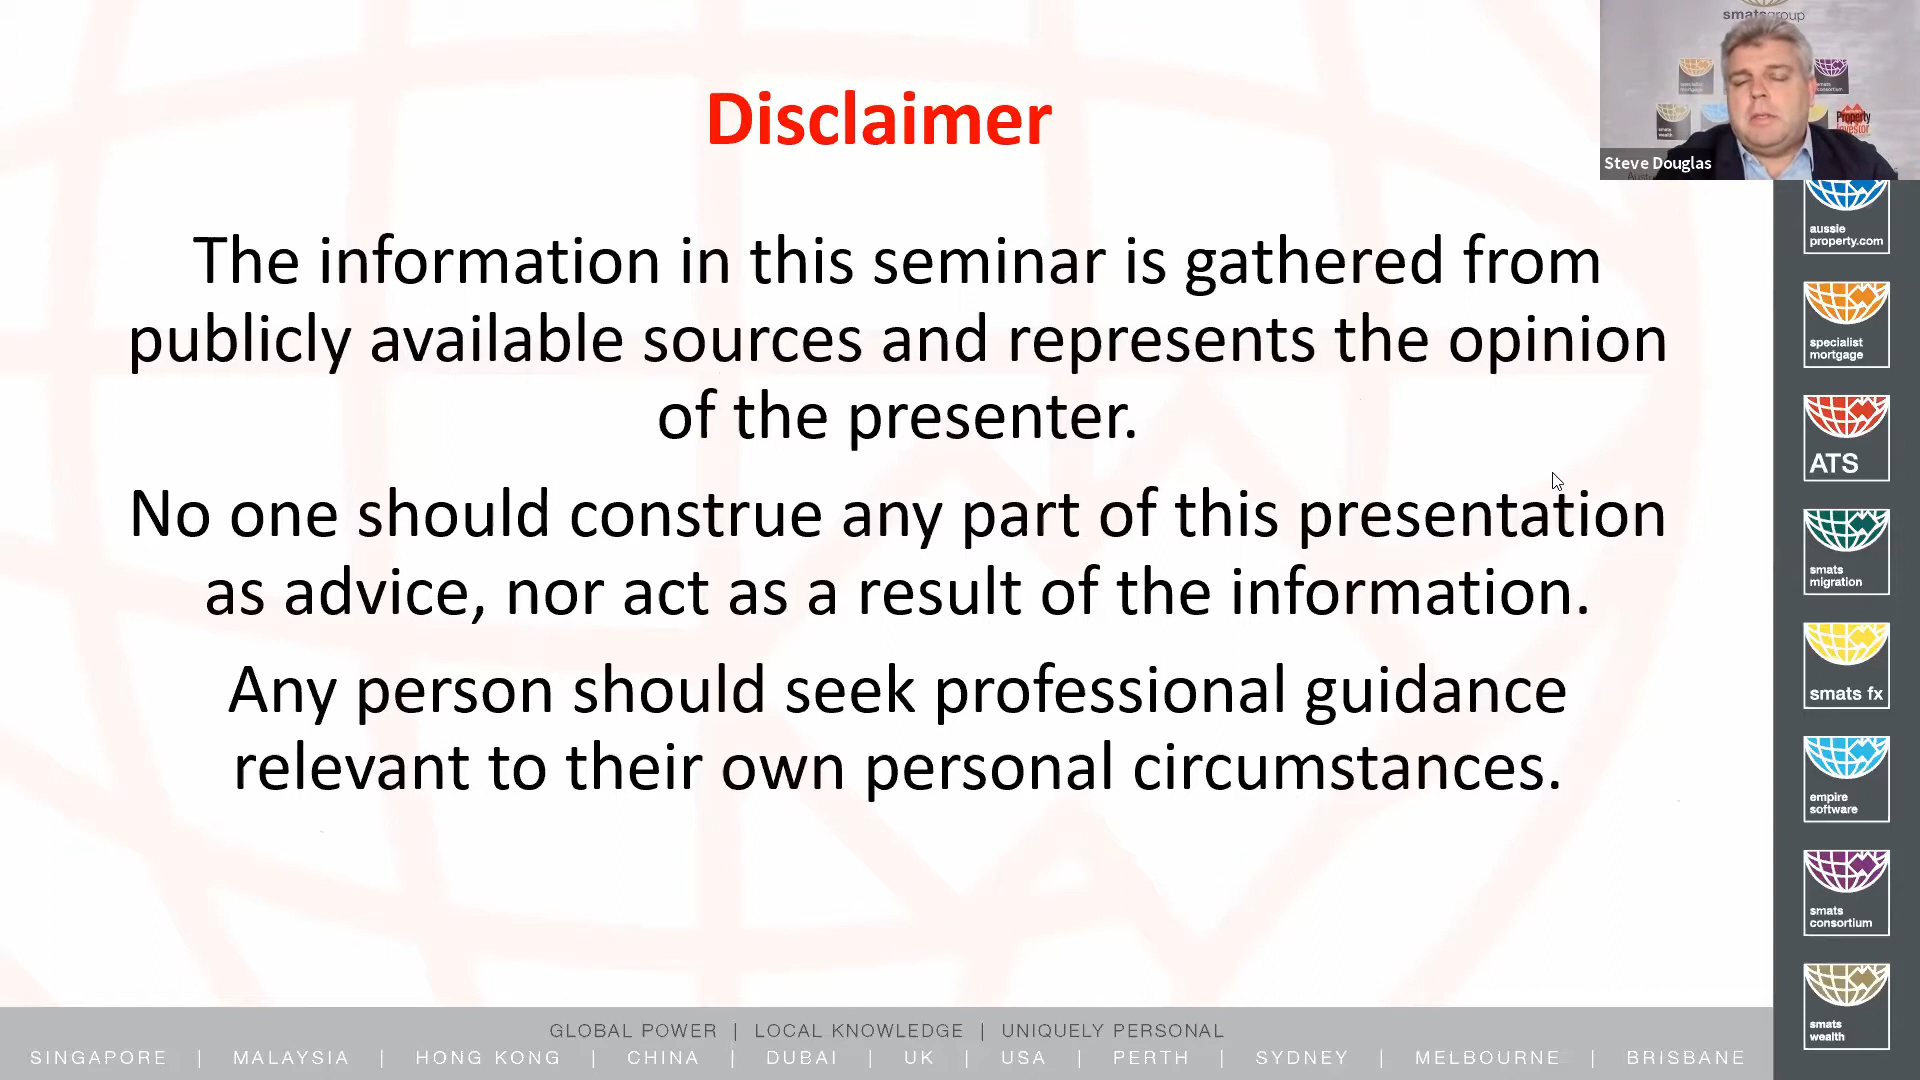 smatsgroup
Disclaimer
Property
Investor
Steve Douglas
The information in this seminar is gathered from
publicly available sources and represents the opinion
of the presenter.
No one should construe any part of this presentation
as advice, nor act as a result of the information.
Any person should seek professional guidance
relevant to their own personal circumstances.
aussie
property.com
specialist
mortgage
ATS
smats
migration
smats fx
empire
software
smats
consortium
smats
wealth
GLOBAL POWER | LOCAL KNOWLEDGE | UNIQUELY PERSONAL
SINGAPORE | MALAYSIA | HONG KONG | CHINA | DUBAI | UK | USA | PERTH | SYDNEY | MELBOURNE | BRISBANE